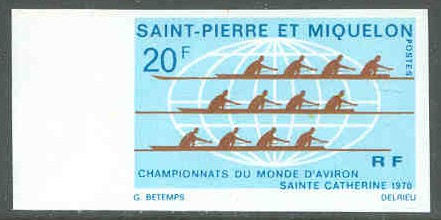 SAINT-PIERRE ET MIQUELON
20F
POSTES
RF
CHAMPIONNATS DU MONDE D'AVIRON
SAINTE CATHERINE 1970
G. BETEMPS
DELRIEU